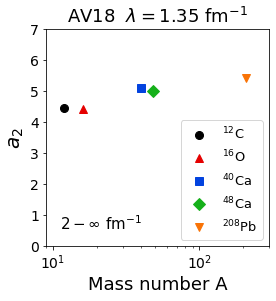 AV18 λ = 1.35 fm⁻¹
a₂
7
6
5
4
3
2
1
0
2 − ∞ fm⁻¹
¹²C
¹⁶O
⁴⁰Ca
⁴⁸Ca
²⁰⁸Pb
10¹ 10²
Mass number A